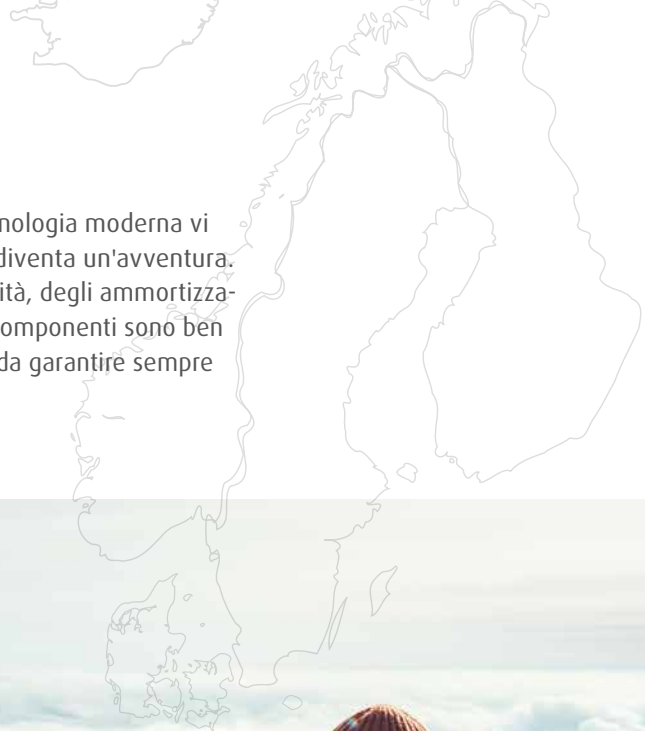 nologia moderna vi
diventa un'avventura.
ità, degli ammortizza-
omponenti sono ben
da garantire sempre